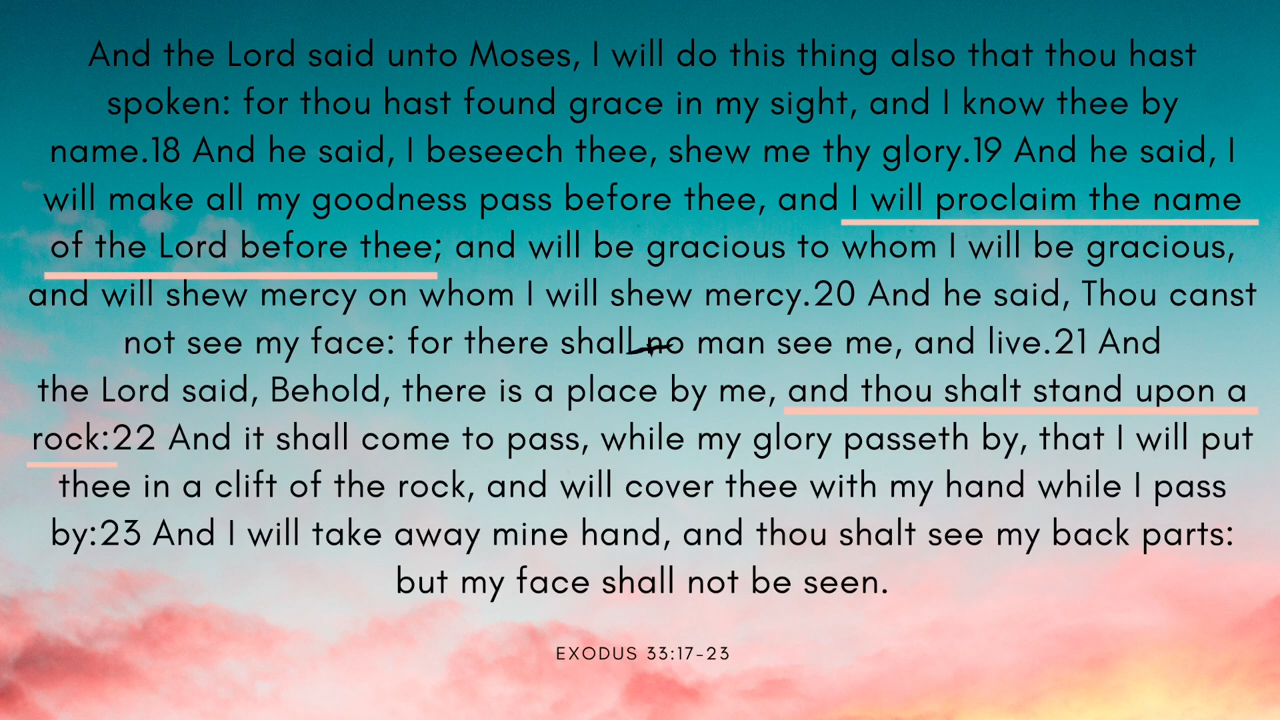 And the Lord said unto Moses, I will do this thing also that thou hast
spoken: for thou hast found grace in my sight, and I know thee by
name.18 And he said, I beseech thee, shew me thy glory.19 And he said, I
will make all my goodness pass before thee, and I will proclaim the name
of the Lord before thee; and will be gracious to whom I will be gracious,
and will shew mercy on whom I will shew mercy.20 And he said, Thou canst
not see my face: for there shall no man see me, and live.21 And
the Lord said, Behold, there is a place by me, and thou shalt stand upon a
rock:22 And it shall come to pass, while my glory passeth by, that I will put
thee in a clift of the rock, and will cover thee with my hand while I pass
by:23 And I will take away mine hand, and thou shalt see my back parts:
but my face shall not be seen.
EXODUS 33:17-23